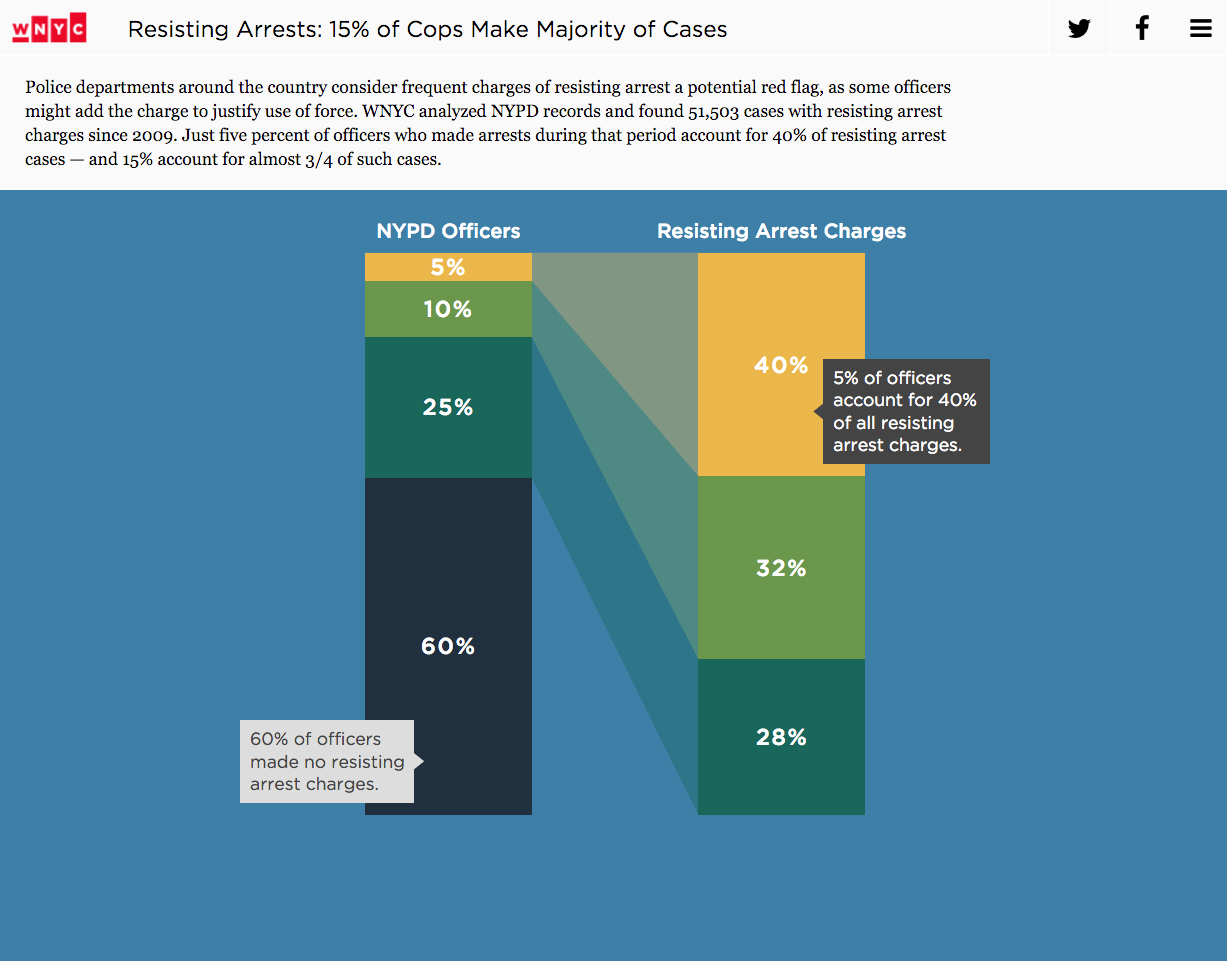 WNYC
Resisting Arrests: 15% of Cops Make Majority of Cases
Police departments around the country consider frequent charges of resisting arrest a potential red flag, as some officers
might add the charge to justify use of force. WNYC analyzed NYPD records and found 51,503 cases with resisting arrest
charges since 2009. Just five percent of officers who made arrests during that period account for 40% of resisting arrest
cases — and 15% account for almost 3/4 of such cases.
NYPD Officers
5%
10%
25%
60%
60% of officers
made no resisting
arrest charges.
Resisting Arrest Charges
40%
5% of officers
account for 40%
of all resisting
arrest charges.
32%
28%